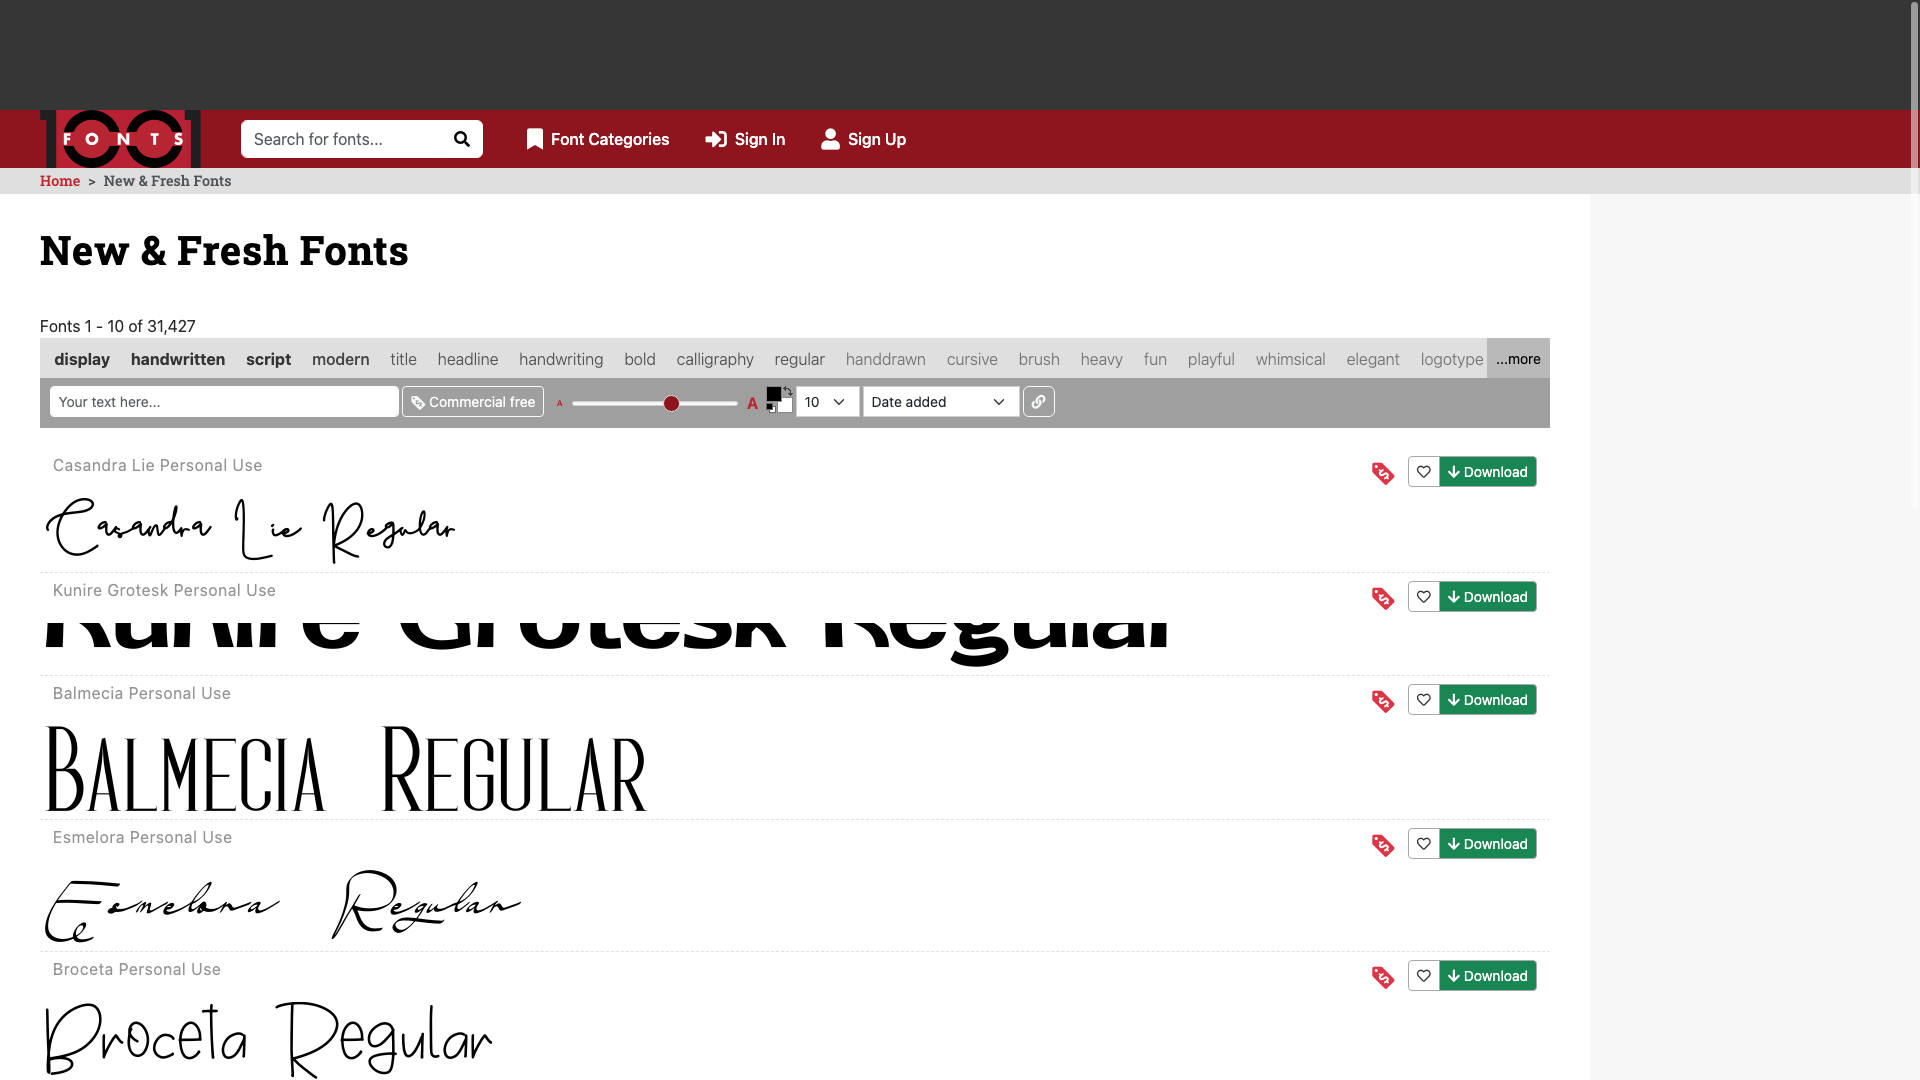 1001 FONTS
Search for fonts...
Font Categories
Sign In
Sign Up
Home > New & Fresh Fonts
New & Fresh Fonts
Fonts 1 - 10 of 31,427
display handwritten script modern title headline handwriting bold calligraphy regular handdrawn cursive brush heavy fun playful whimsical elegant logotype ...more
Your text here... Commercial free A A 10 Date added
Casandra Lie Personal Use
Download
Casandra Lie Regular
Kunire Grotesk Personal Use
Download
Kunire Grotesk Regular
Balmecia Personal Use
Download
Balmecia Regular
Esmelora Personal Use
Download
Esmelora Regular
Broceta Personal Use
Download
Broceta Regular